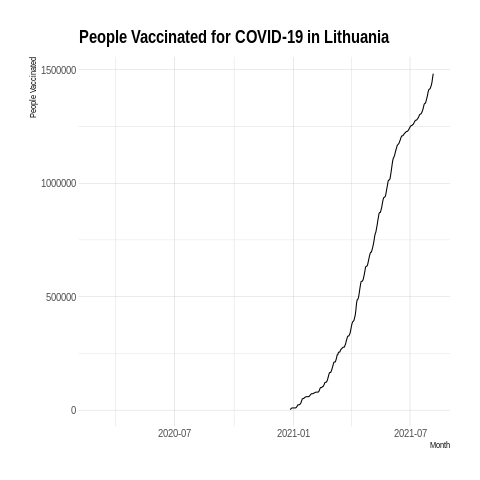 People Vaccinated for COVID-19 in Lithuania
People Vaccinated
1500000
1000000
500000
0
2020-07
2021-01
2021-07
Month